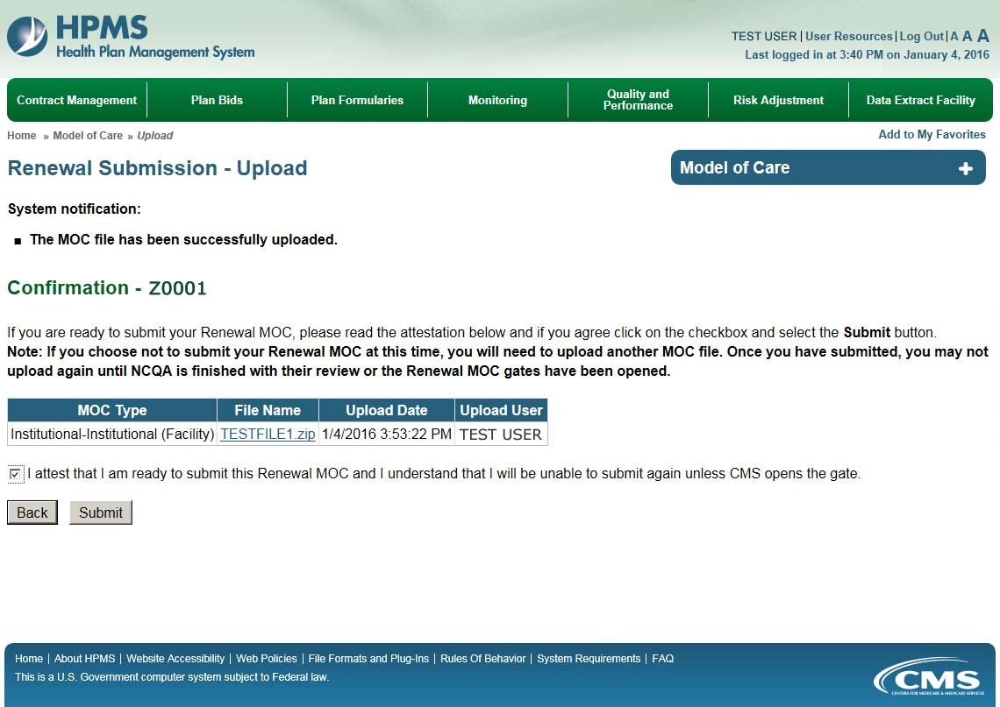 HPMS
Health Plan Management System
TEST USER | User Resources | Log Out | A A A
Last logged in at 3:40 PM on January 4, 2016
Contract Management
Plan Bids
Plan Formularies
Monitoring
Quality and
Performance
Risk Adjustment
Data Extract Facility
Home » Model of Care » Upload
Add to My Favorites
Renewal Submission - Upload
Model of Care +
System notification:
■ The MOC file has been successfully uploaded.
Confirmation - Z0001
If you are ready to submit your Renewal MOC, please read the attestation below and if you agree click on the checkbox and select the Submit button.
Note: If you choose not to submit your Renewal MOC at this time, you will need to upload another MOC file. Once you have submitted, you may not
upload again until NCQA is finished with their review or the Renewal MOC gates have been opened.
MOC Type File Name Upload Date Upload User
Institutional-Institutional (Facility) TESTFILE1.zip 1/4/2016 3:53:22 PM TEST USER
I attest that I am ready to submit this Renewal MOC and I understand that I will be unable to submit again unless CMS opens the gate.
Back Submit
Home | About HPMS | Website Accessibility | Web Policies | File Formats and Plug-Ins | Rules Of Behavior | System Requirements | FAQ
This is a U.S. Government computer system subject to Federal law.
CMS
CENTERS FOR MEDICARE & MEDICAID SERVICES